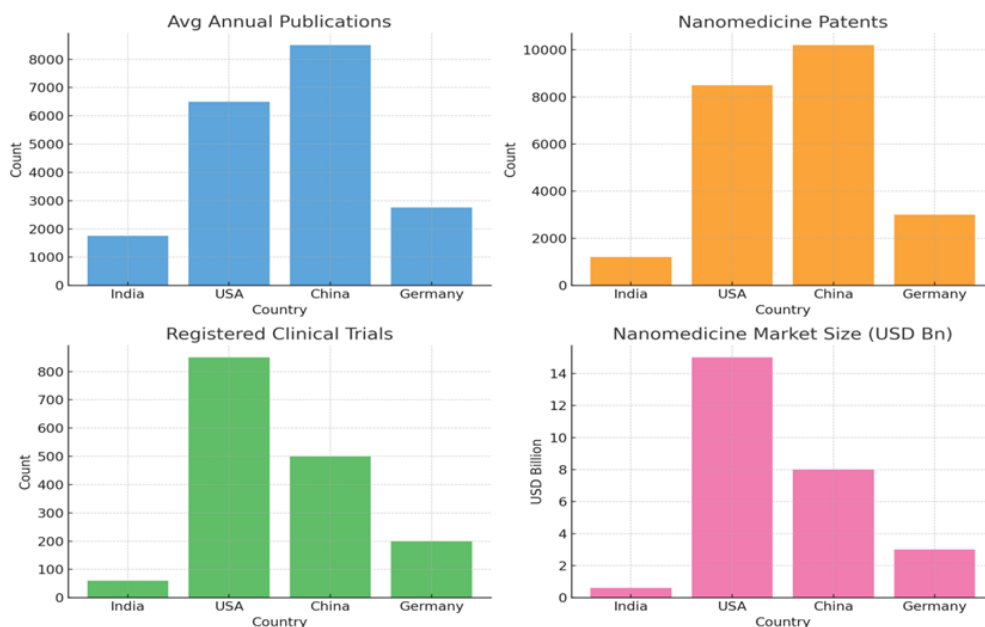 Avg Annual Publications
8000
7000
6000
5000
4000
3000
2000
1000
0
Count
India USA China Germany
Country
Nanomedicine Patents
10000
8000
6000
4000
2000
0
Count
India USA China Germany
Country
Registered Clinical Trials
800
700
600
500
400
300
200
100
0
Count
India USA China Germany
Country
Nanomedicine Market Size (USD Bn)
14
12
10
8
6
4
2
0
USD Billion
India USA China Germany
Country